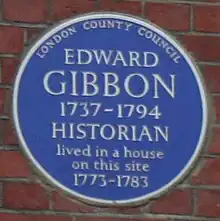 LONDON COUNTY COUNCIL
EDWARD
GIBBON
1737-1794
HISTORIAN
lived in a house
on this site
1773-1783